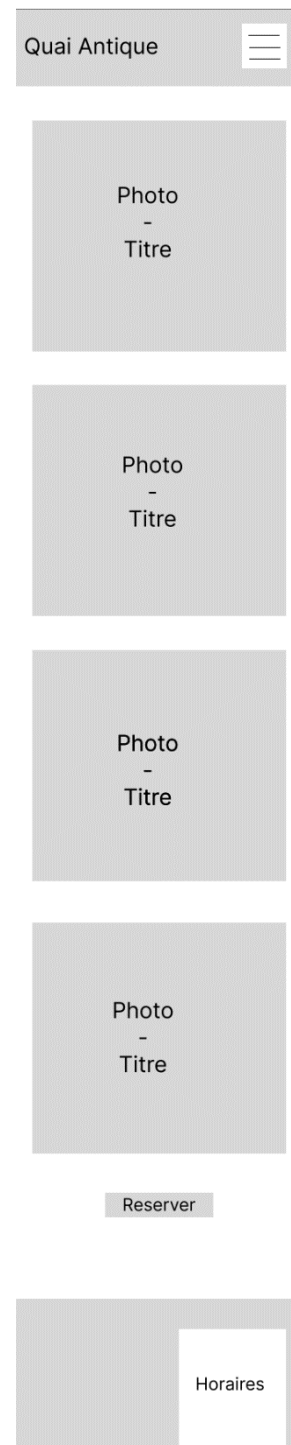 Quai Antique
Photo
-
Titre
Photo
-
Titre
Photo
-
Titre
Photo
-
Titre
Reserver
Horaires